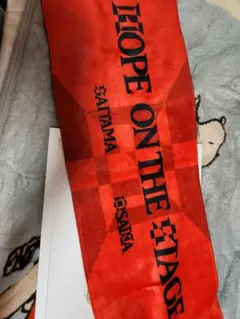 HOPE ON THE STAGE
SAITAMA
OSAKA